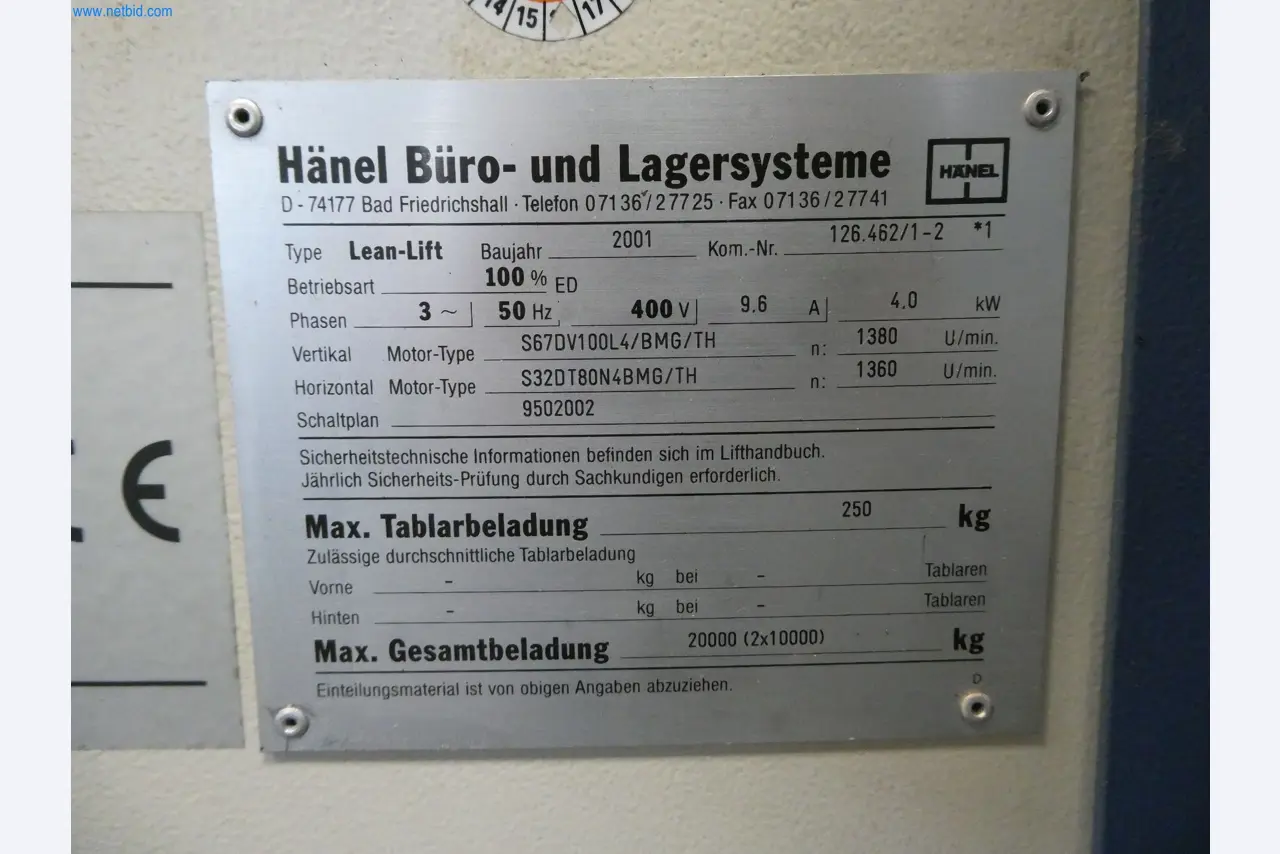 www.netbid.com
14 15 17
Hänel Büro- und Lagersysteme
HÄNEL
D - 74177 Bad Friedrichshall · Telefon 07136/27725 · Fax 07136/27741
Type Lean-Lift Baujahr 2001 Kom.-Nr. 126.462/1-2 *1
Betriebsart 100 % ED
Phasen 3 ~ 50 Hz 400 V 9.6 A 4.0 kW
Vertikal Motor-Type S67DV100L4/BMG/TH n: 1380 U/min.
Horizontal Motor-Type S32DT80N4BMG/TH n: 1360 U/min.
Schaltplan 9502002
Sicherheitstechnische Informationen befinden sich im Lifthandbuch.
Jährlich Sicherheits-Prüfung durch Sachkundigen erforderlich.
Max. Tablarbeladung 250 kg
Zulässige durchschnittliche Tablarbeladung
Vorne - kg bei - Tablaren
Hinten - kg bei - Tablaren
Max. Gesamtbeladung 20000 (2x10000) kg
Einteilungsmaterial ist von obigen Angaben abzuziehen.
D
CE